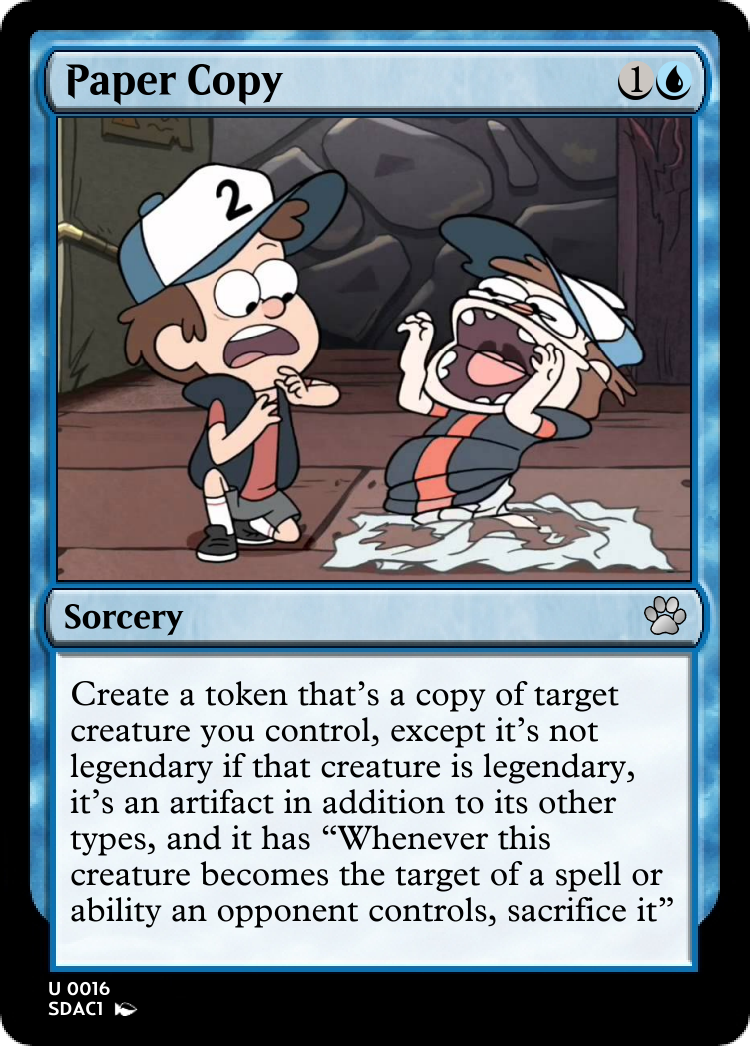 Paper Copy 1
2
Sorcery
Create a token that’s a copy of target
creature you control, except it’s not
legendary if that creature is legendary,
it’s an artifact in addition to its other
types, and it has “Whenever this
creature becomes the target of a spell or
ability an opponent controls, sacrifice it”
U 0016
SDAC1